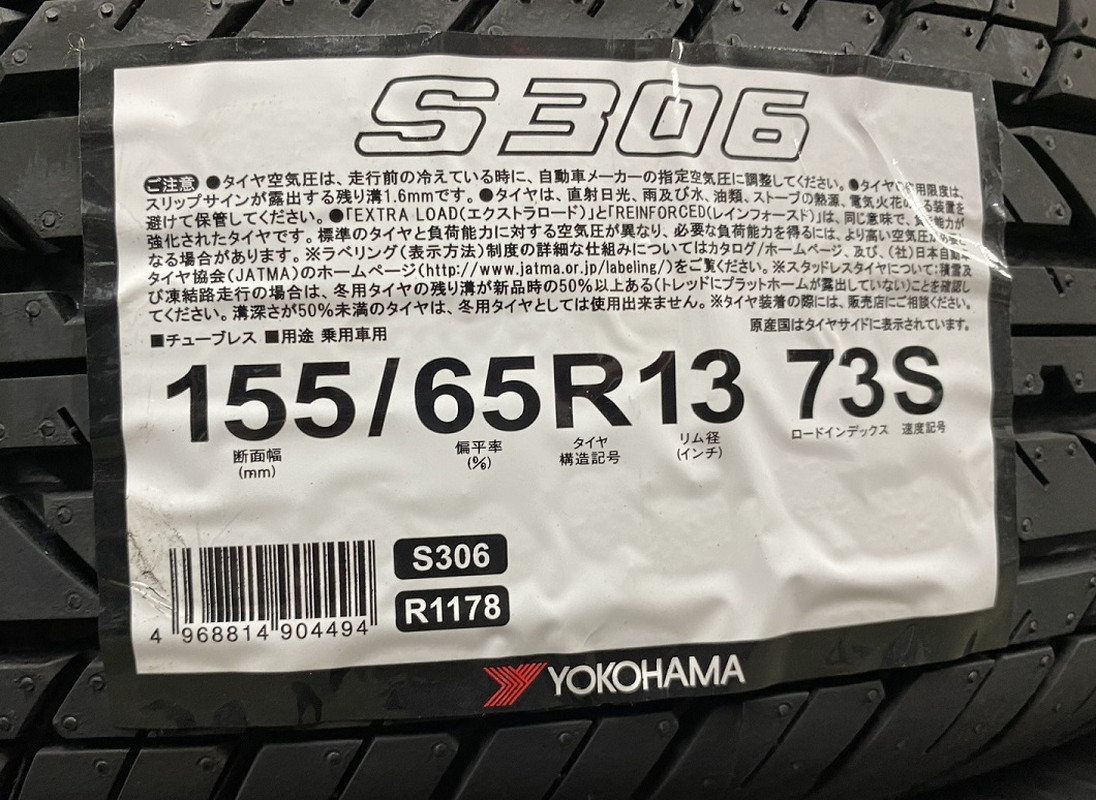 S306
ご注意 ●タイヤ空気圧は、走行前の冷えている時に、自動車メーカーの指定空気圧に調整してください。●タイヤの使用限度は、
スリップサインが露出する残り溝1.6mmです。●タイヤは、直射日光、雨及び水、油類、ストーブの熱源、電気火花の装置を
避けて保管してください。●「EXTRA LOAD(エクストラロード)」と「REINFORCED(レインフォースド)」は、同じ意味で、能力が
強化されたタイヤです。標準のタイヤと負荷能力に対する空気圧が異なり、必要な負荷能力を得るには、より高い空気圧が必要と
なる場合があります。※ラベリング(表示方法)制度の詳細な仕組みについてはカタログ/ホームページ、及び、(社)日本自動車
タイヤ協会(JATMA)のホームページ(http://www.jatma.or.jp/labeling/)をご覧ください。※スタッドレスタイヤについて:積雪及
び凍結路走行の場合は、冬用タイヤの残り溝が新品時の50%以上ある(トレッドにプラットホームが露出していない)ことを確認し
てください。溝深さが50%未満のタイヤは、冬用タイヤとしては使用出来ません。※タイヤ装着の際には、販売店にご相談ください。
原産国はタイヤサイドに表示されています。
■チューブレス ■用途 乗用車用
155/65R13 73S
断面幅 偏平率 タイヤ リム径 ロードインデックス 速度記号
(mm) (%) 構造記号 (インチ)
S306
R1178
4 968814 904494
YOKOHAMA